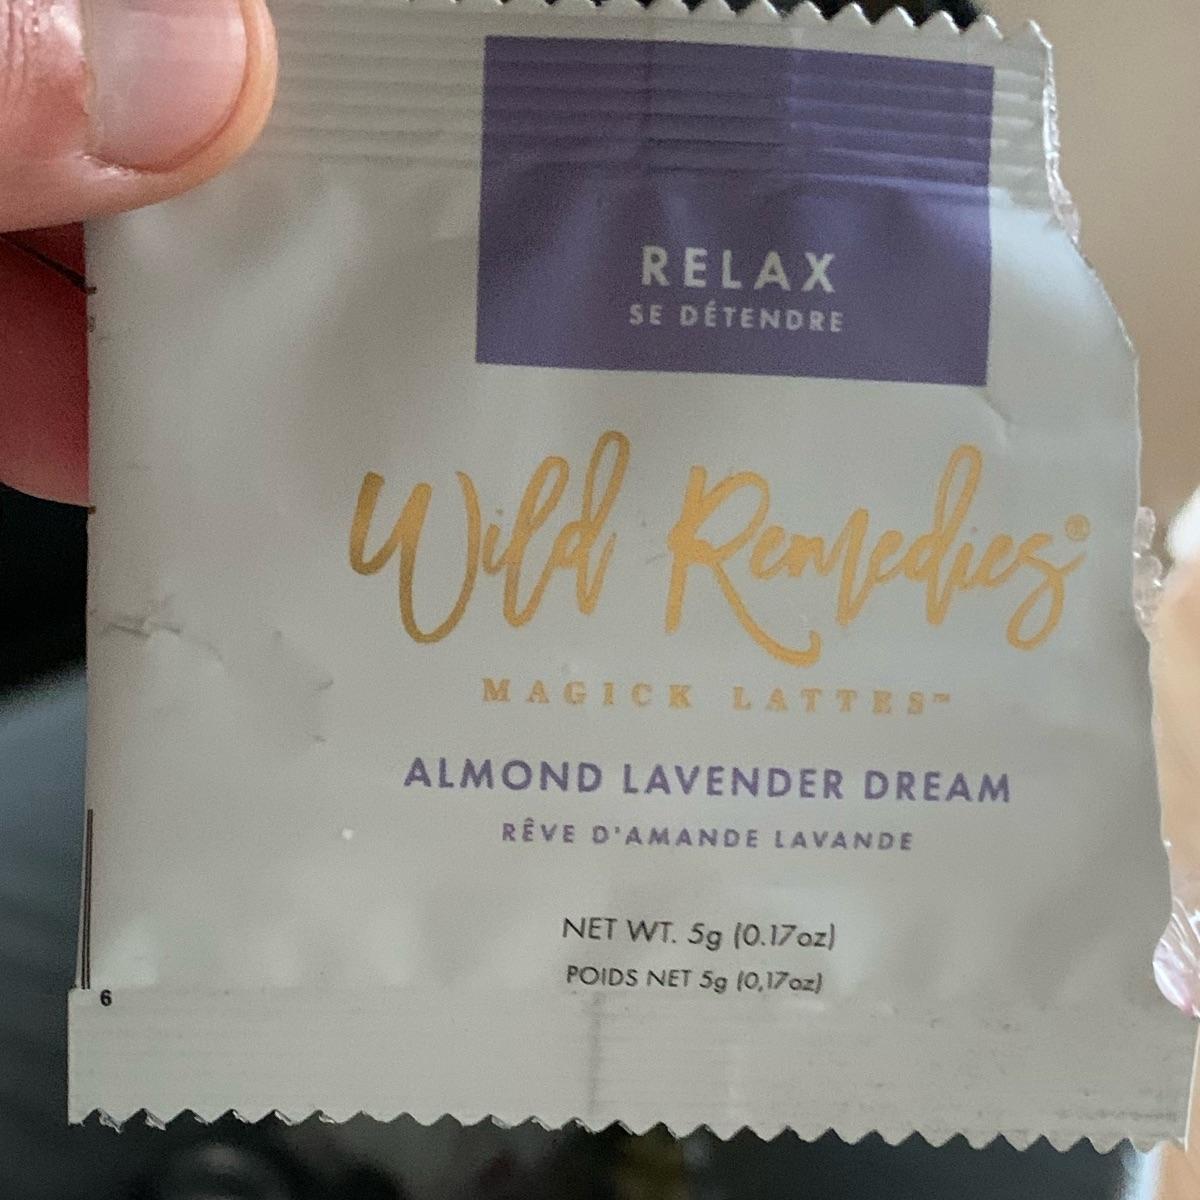 RELAX
SE DÉTENDRE
Wild Remedies®
MAGICK LATTES™
ALMOND LAVENDER DREAM
RÊVE D'AMANDE LAVANDE
NET WT. 5g (0.17oz)
POIDS NET 5g (0,17oz)
6